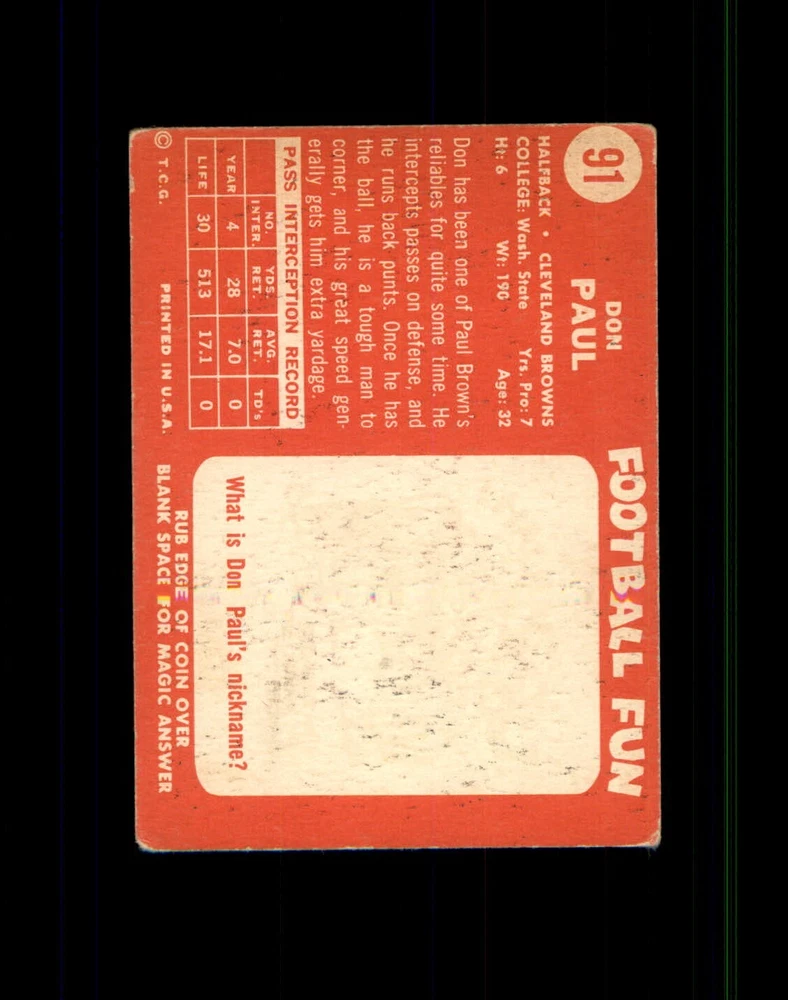 91
DON
PAUL
HALFBACK • CLEVELAND BROWNS
COLLEGE: Wash. State Yrs. Pro: 7
Ht: 6 Wt: 190 Age: 32
Don has been one of Paul Brown's
reliables for quite some time. He
intercepts passes on defense, and
he runs back punts. Once he has
the ball, he is a tough man to
corner, and his great speed gen-
erally gets him extra yardage.
PASS INTERCEPTION RECORD
NO. INTER. YDS. RET. AVG. RET. TD's
YEAR 4 28 7.0 0
LIFE 30 513 17.1 0
© T.C.G. PRINTED IN U.S.A.
FOOTBALL FUN
What is Don Paul's nickname?
RUB EDGE OF COIN OVER
BLANK SPACE FOR MAGIC ANSWER